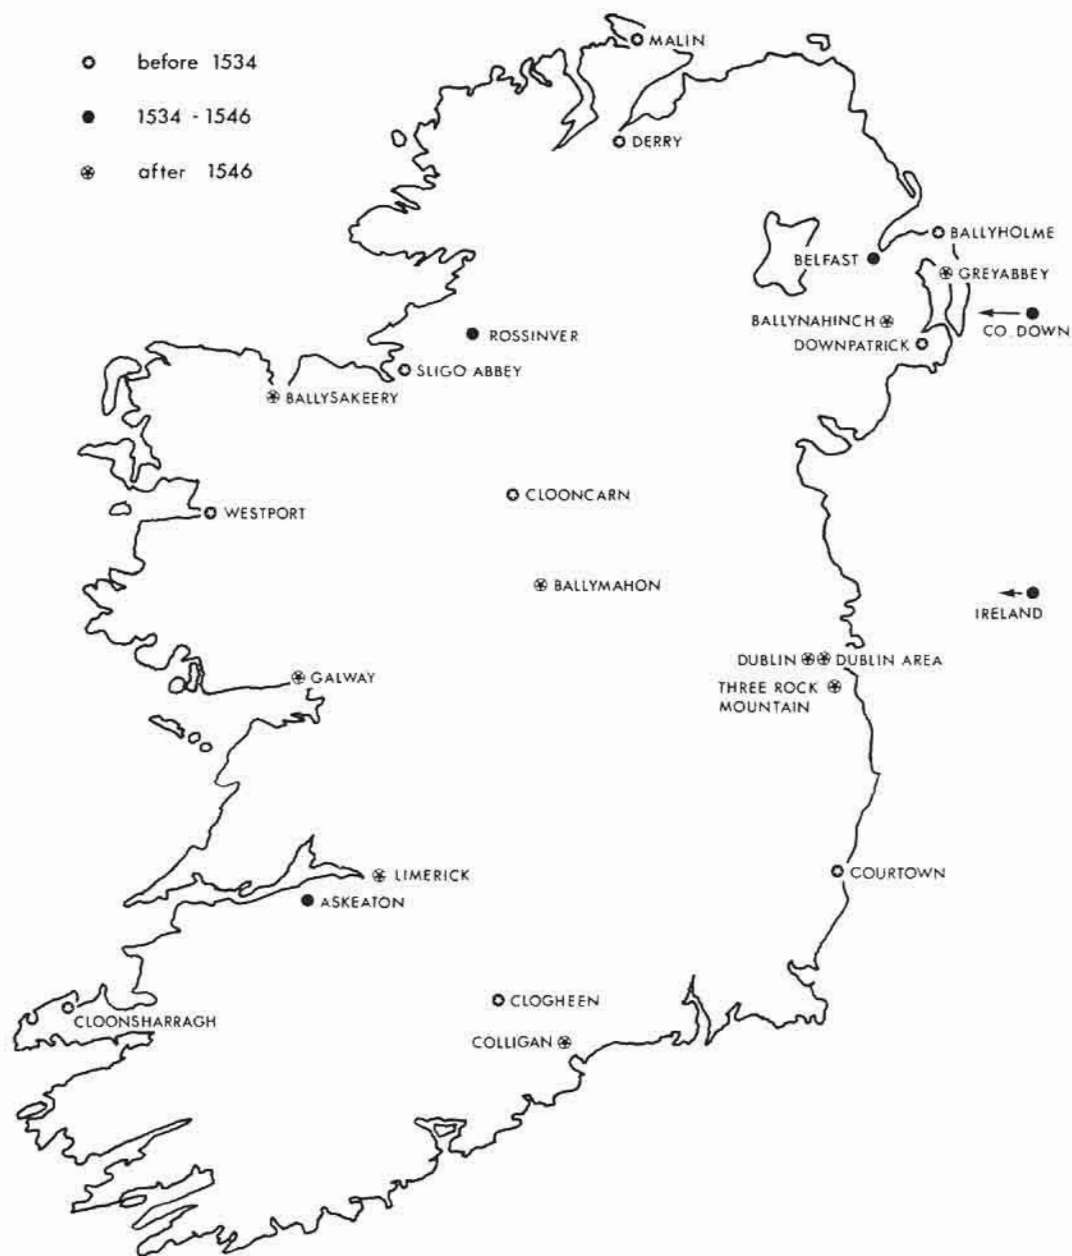 before 1534
1534 - 1546
after 1546
MALIN
DERRY
BALLYHOLME
BELFAST
GREYABBEY
BALLYNAHINCH
CO. DOWN
ROSSINVER
DOWNPATRICK
SLIGO ABBEY
BALLYSAKEERY
CLOONCARN
WESTPORT
BALLYMAHON
IRELAND
DUBLIN
DUBLIN AREA
GALWAY
THREE ROCK
MOUNTAIN
LIMERICK
COURTOWN
ASKEATON
CLOGHEEN
CLOONSHARRAGH
COLLIGAN